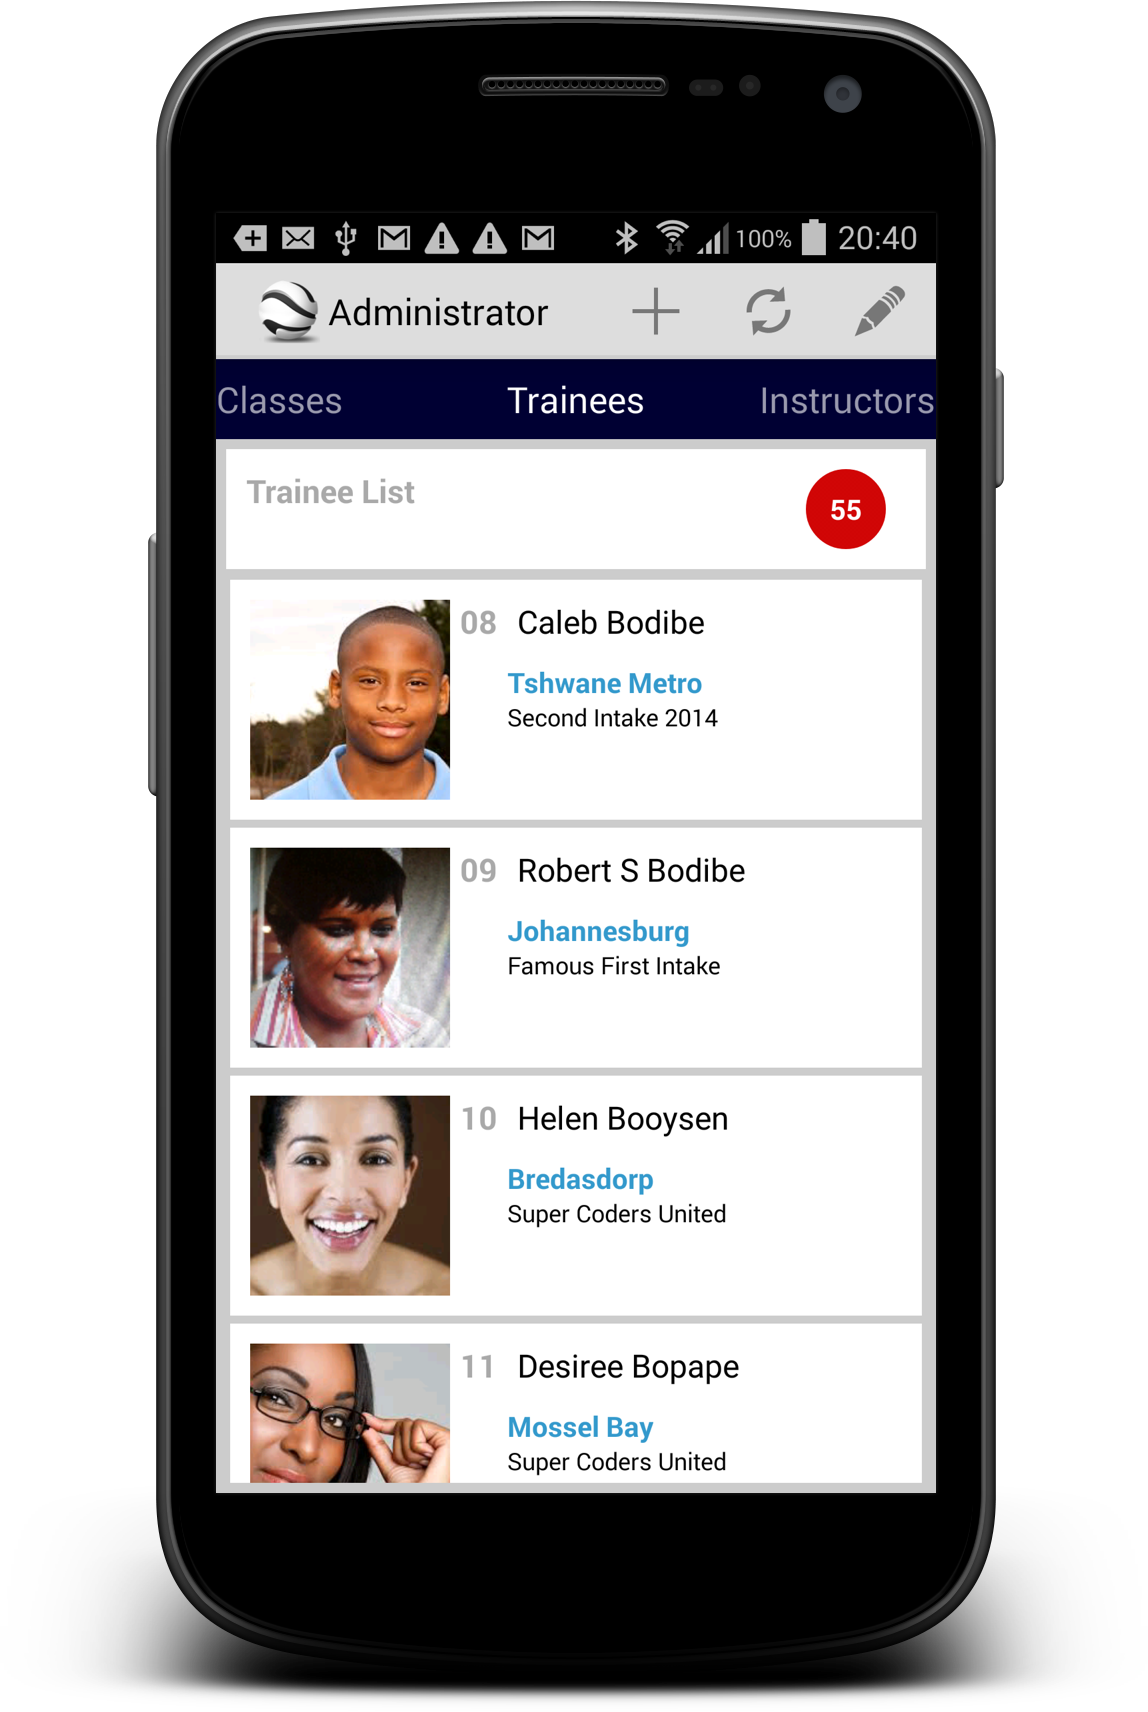 100% 20:40
Administrator
Classes Trainees Instructors
Trainee List 55
08 Caleb Bodibe
Tshwane Metro
Second Intake 2014
09 Robert S Bodibe
Johannesburg
Famous First Intake
10 Helen Booysen
Bredasdorp
Super Coders United
11 Desiree Bopape
Mossel Bay
Super Coders United